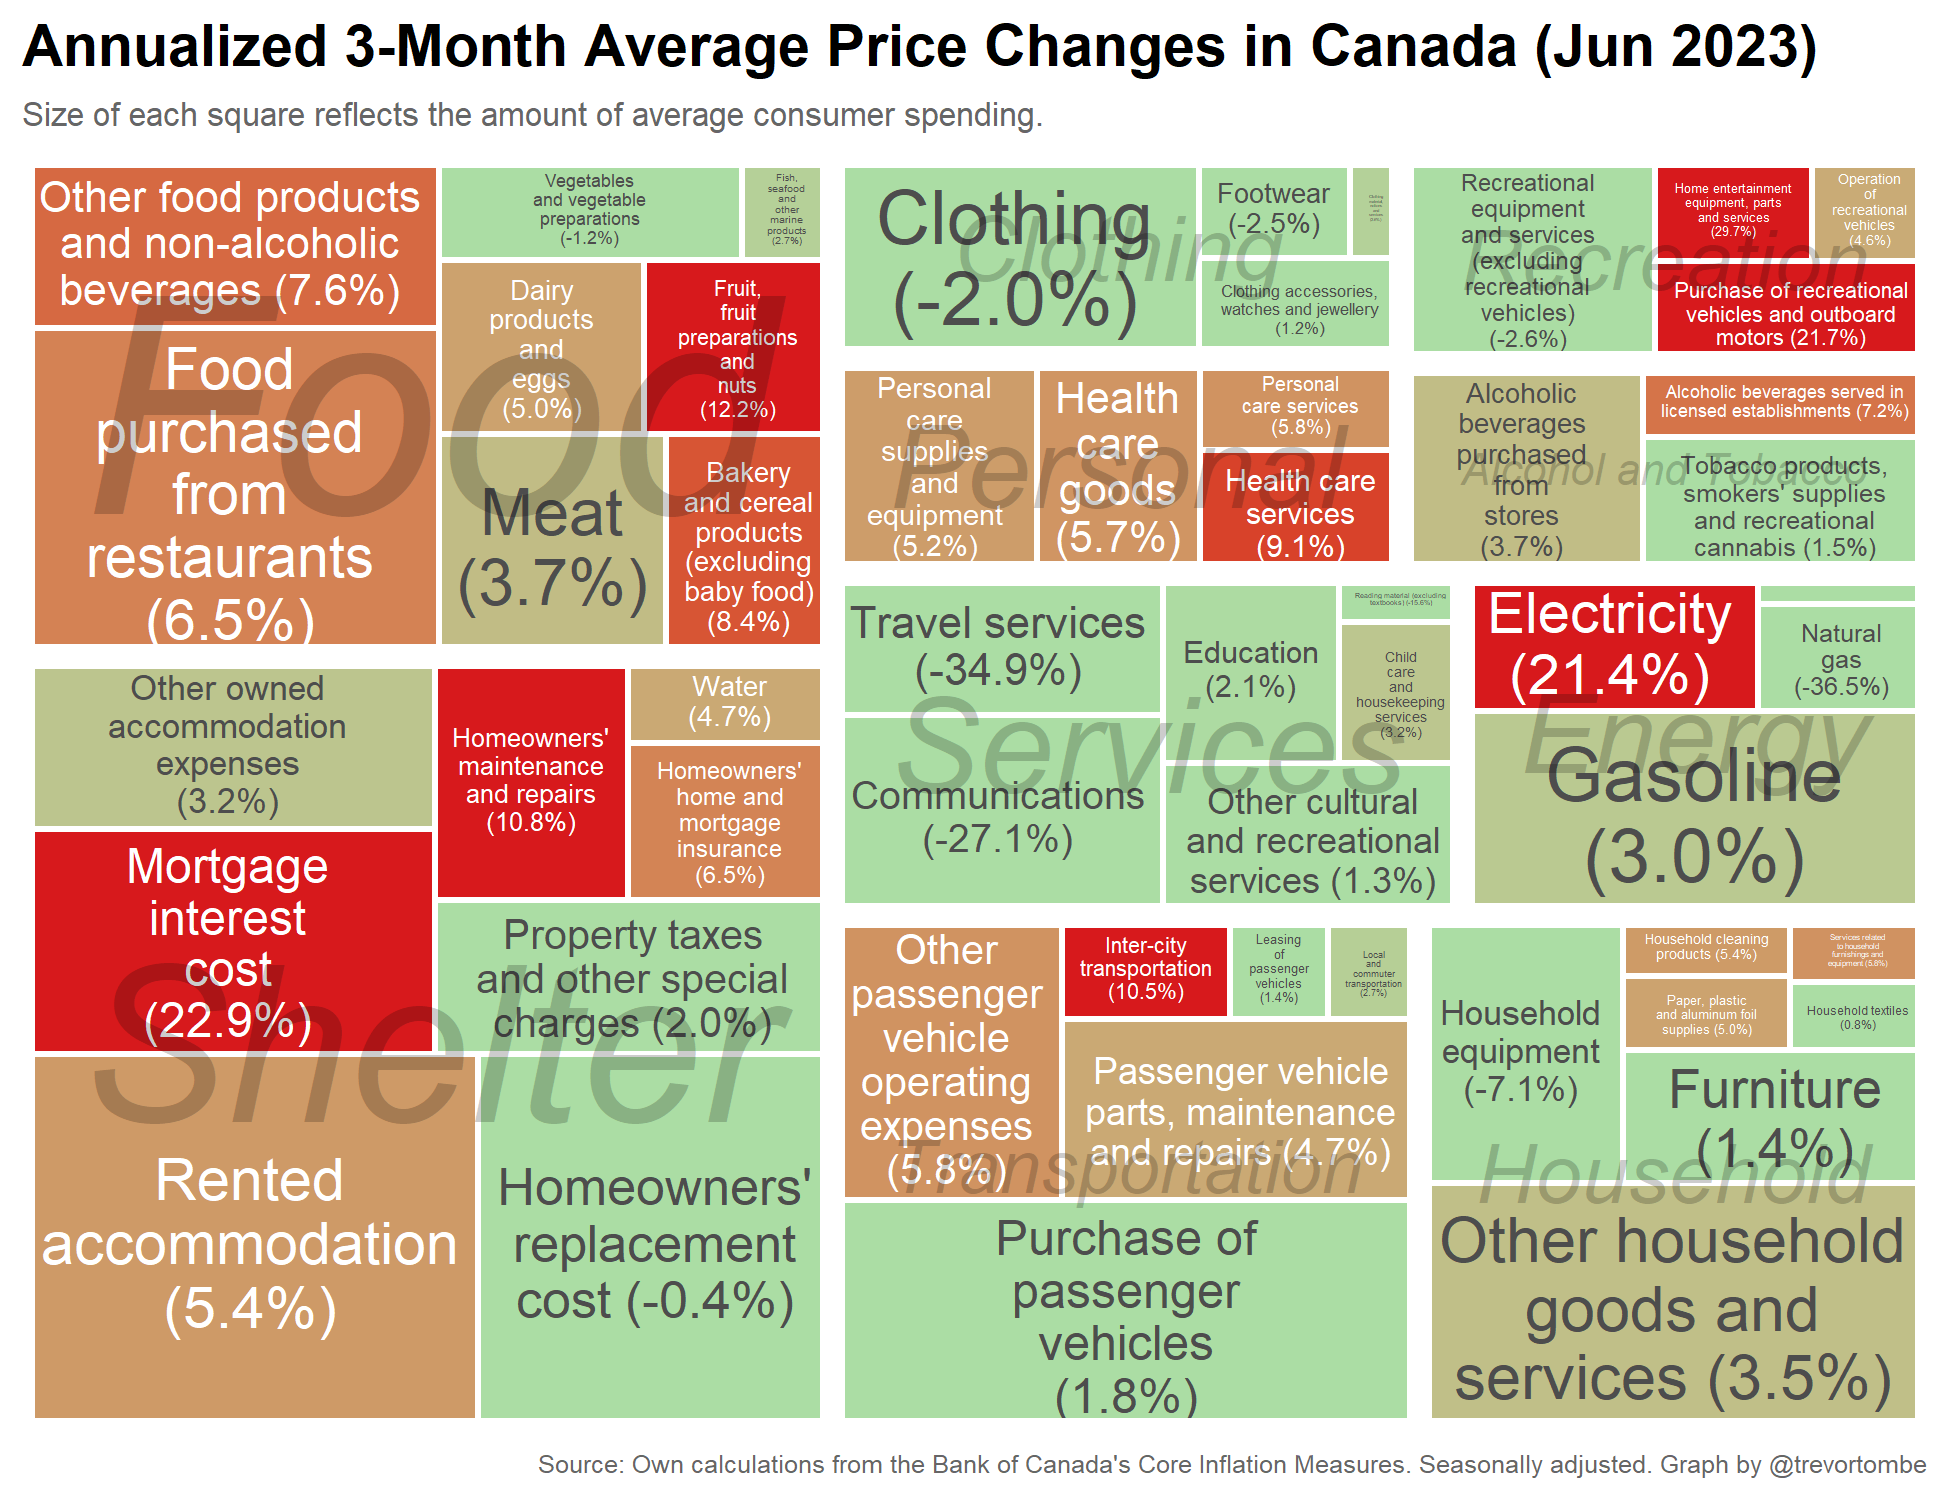 Annualized 3-Month Average Price Changes in Canada (Jun 2023)
Size of each square reflects the amount of average consumer spending.
Food
Other food products
and non-alcoholic
beverages (7.6%)
Food
purchased
from
restaurants
(6.5%)
Vegetables
and vegetable
preparations
(-1.2%)
Fish,
seafood
and
other
marine
products
(2.7%)
Dairy
products
and
eggs
(5.0%)
Fruit,
fruit
preparations
and
nuts
(12.2%)
Meat
(3.7%)
Bakery
and cereal
products
(excluding
baby food)
(8.4%)
Clothing
Clothing
(-2.0%)
Footwear
(-2.5%)
Clothing accessories,
watches and jewellery
(1.2%)
Recreation
Recreational
equipment
and services
(excluding
recreational
vehicles)
(-2.6%)
Home entertainment
equipment, parts
and services
(29.7%)
Operation
of
recreational
vehicles
(4.6%)
Purchase of recreational
vehicles and outboard
motors (21.7%)
Personal
Personal
care
supplies
and
equipment
(5.2%)
Health
care
goods
(5.7%)
Personal
care services
(5.8%)
Health care
services
(9.1%)
Alcohol and Tobacco
Alcoholic
beverages
purchased
from
stores
(3.7%)
Alcoholic beverages served in
licensed establishments (7.2%)
Tobacco products,
smokers' supplies
and recreational
cannabis (1.5%)
Shelter
Other owned
accommodation
expenses
(3.2%)
Mortgage
interest
cost
(22.9%)
Homeowners'
maintenance
and repairs
(10.8%)
Water
(4.7%)
Homeowners'
home and
mortgage
insurance
(6.5%)
Property taxes
and other special
charges (2.0%)
Rented
accommodation
(5.4%)
Homeowners'
replacement
cost (-0.4%)
Services
Travel services
(-34.9%)
Communications
(-27.1%)
Education
(2.1%)
Reading material (excluding
textbooks) (-15.6%)
Child
care
and
housekeeping
services
(3.2%)
Other cultural
and recreational
services (1.3%)
Energy
Electricity
(21.4%)
Natural
gas
(-36.5%)
Gasoline
(3.0%)
Transportation
Other
passenger
vehicle
operating
expenses
(5.8%)
Inter-city
transportation
(10.5%)
Leasing
of
passenger
vehicles
(1.4%)
Local
and
commuter
transportation
(2.7%)
Passenger vehicle
parts, maintenance
and repairs (4.7%)
Purchase of
passenger
vehicles
(1.8%)
Household
Household
equipment
(-7.1%)
Household cleaning
products (5.4%)
Services related
to household
furnishings and
equipment (5.8%)
Paper, plastic
and aluminum foil
supplies (5.0%)
Household textiles
(0.8%)
Furniture
(1.4%)
Other household
goods and
services (3.5%)
Source: Own calculations from the Bank of Canada's Core Inflation Measures. Seasonally adjusted. Graph by @trevortombe